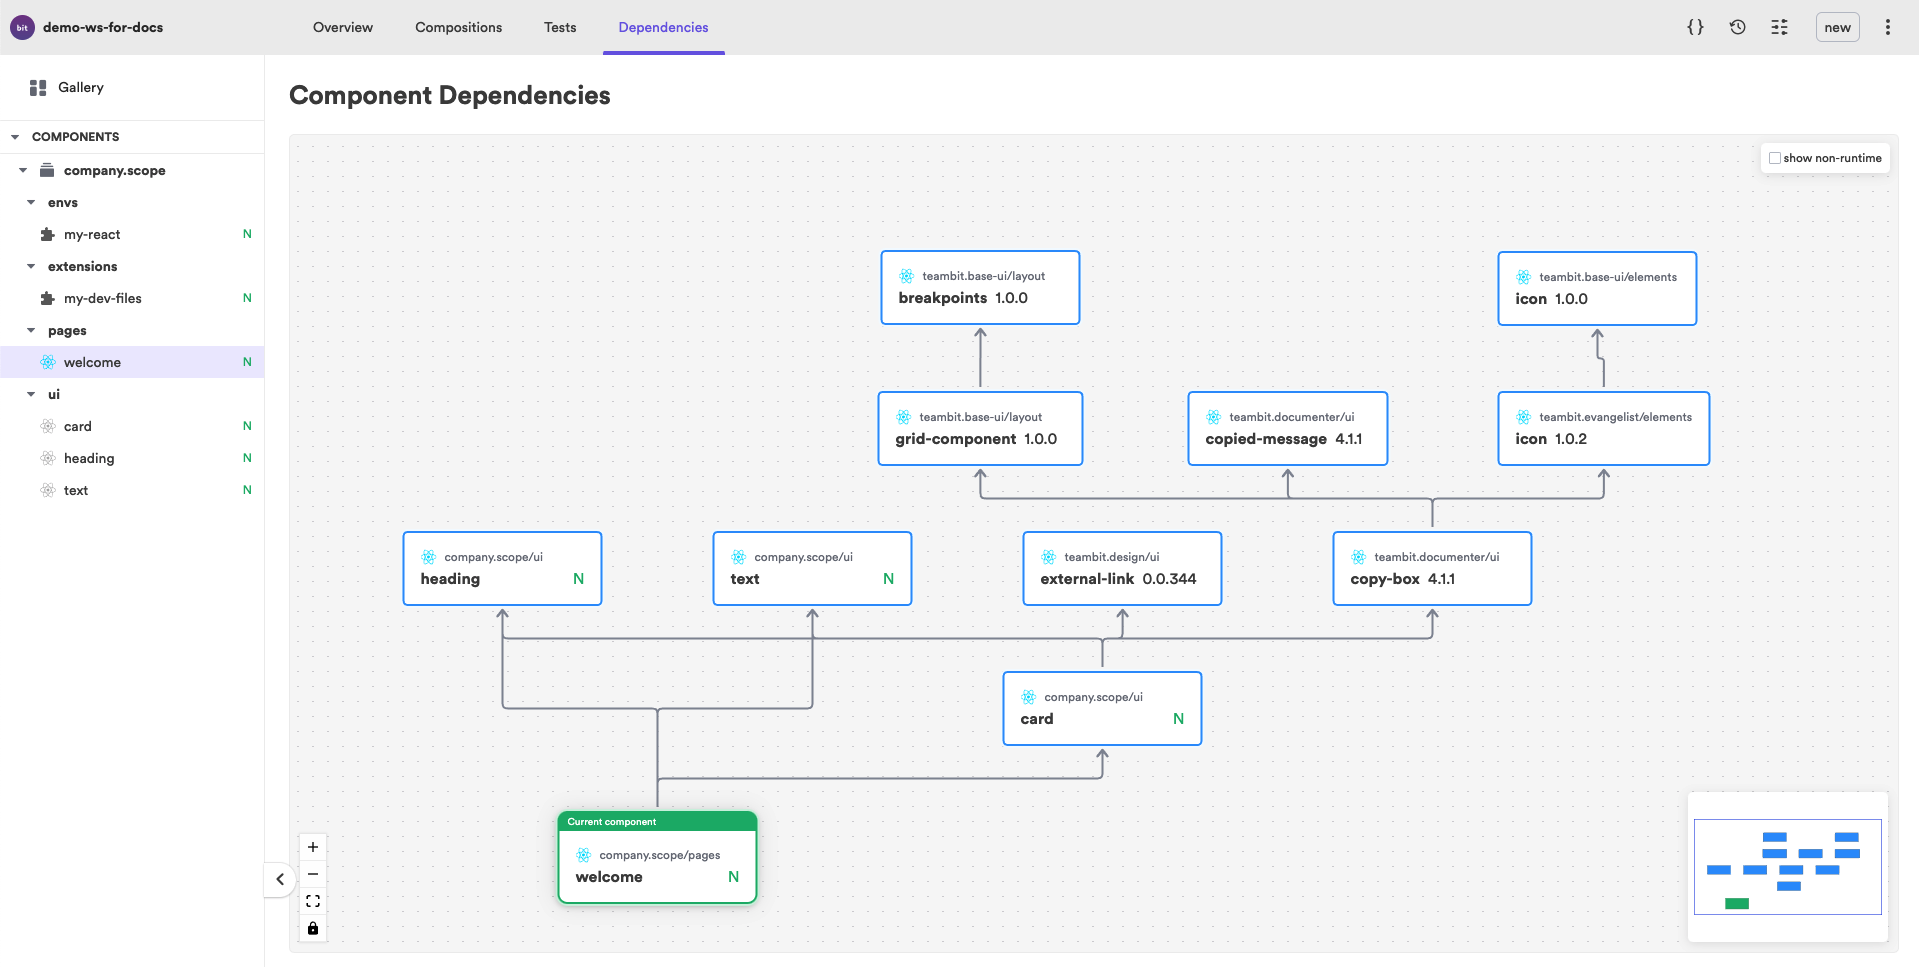 bit demo-ws-for-docs
Overview Compositions Tests Dependencies
{} new
Gallery
COMPONENTS
company.scope
envs
my-react N
extensions
my-dev-files N
pages
welcome N
ui
card N
heading N
text N
Component Dependencies
show non-runtime
teambit.base-ui/layout
breakpoints 1.0.0
teambit.base-ui/elements
icon 1.0.0
teambit.base-ui/layout
grid-component 1.0.0
teambit.documenter/ui
copied-message 4.1.1
teambit.evangelist/elements
icon 1.0.2
company.scope/ui
heading N
company.scope/ui
text N
teambit.design/ui
external-link 0.0.344
teambit.documenter/ui
copy-box 4.1.1
company.scope/ui
card N
Current component
company.scope/pages
welcome N